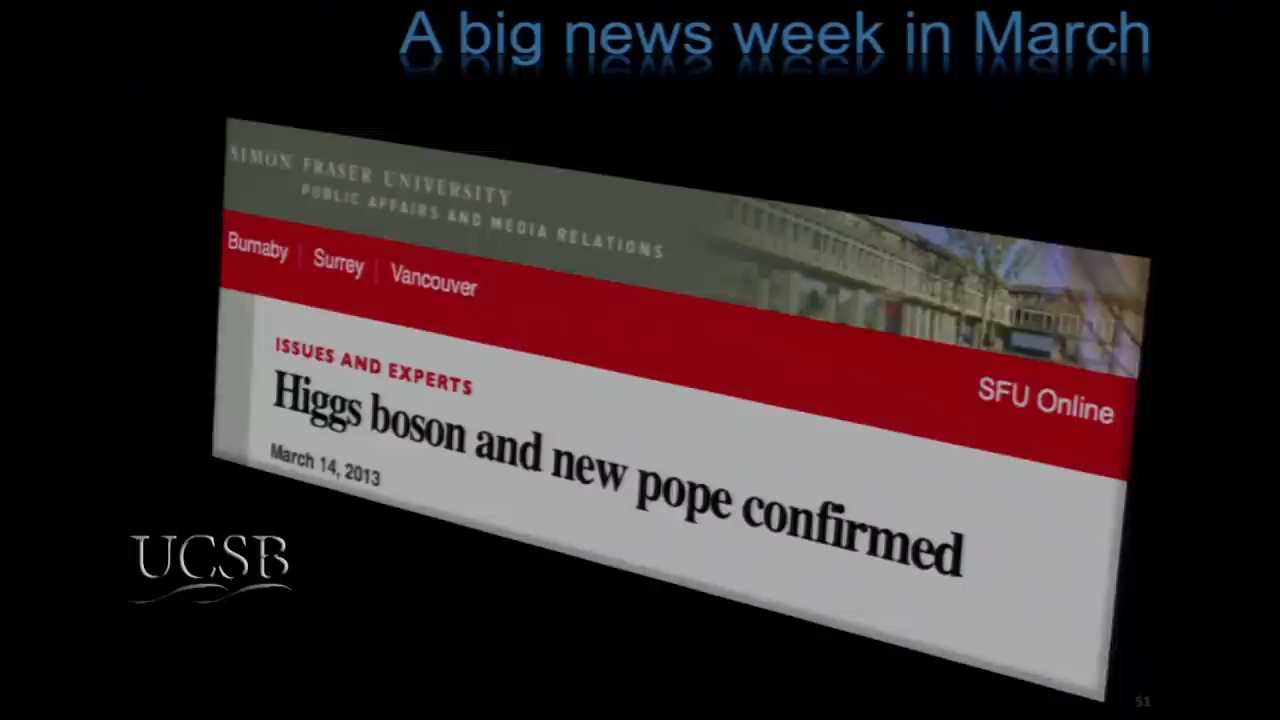 A big news week in March
SIMON FRASER UNIVERSITY
PUBLIC AFFAIRS AND MEDIA RELATIONS
Burnaby | Surrey | Vancouver
SFU Online
ISSUES AND EXPERTS
Higgs boson and new pope confirmed
March 14, 2013
UCSB
51